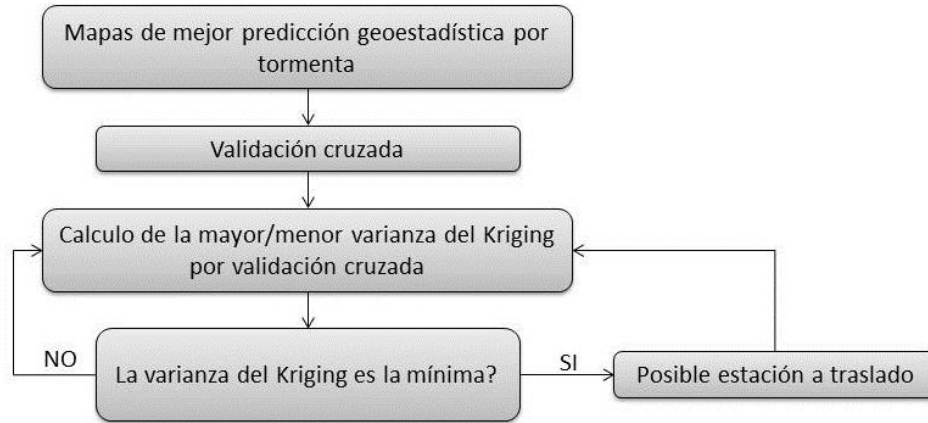 Mapas de mejor predicción geoestadística por
tormenta
Validación cruzada
Calculo de la mayor/menor varianza del Kriging
por validación cruzada
NO
La varianza del Kriging es la mínima?
SI
Posible estación a traslado